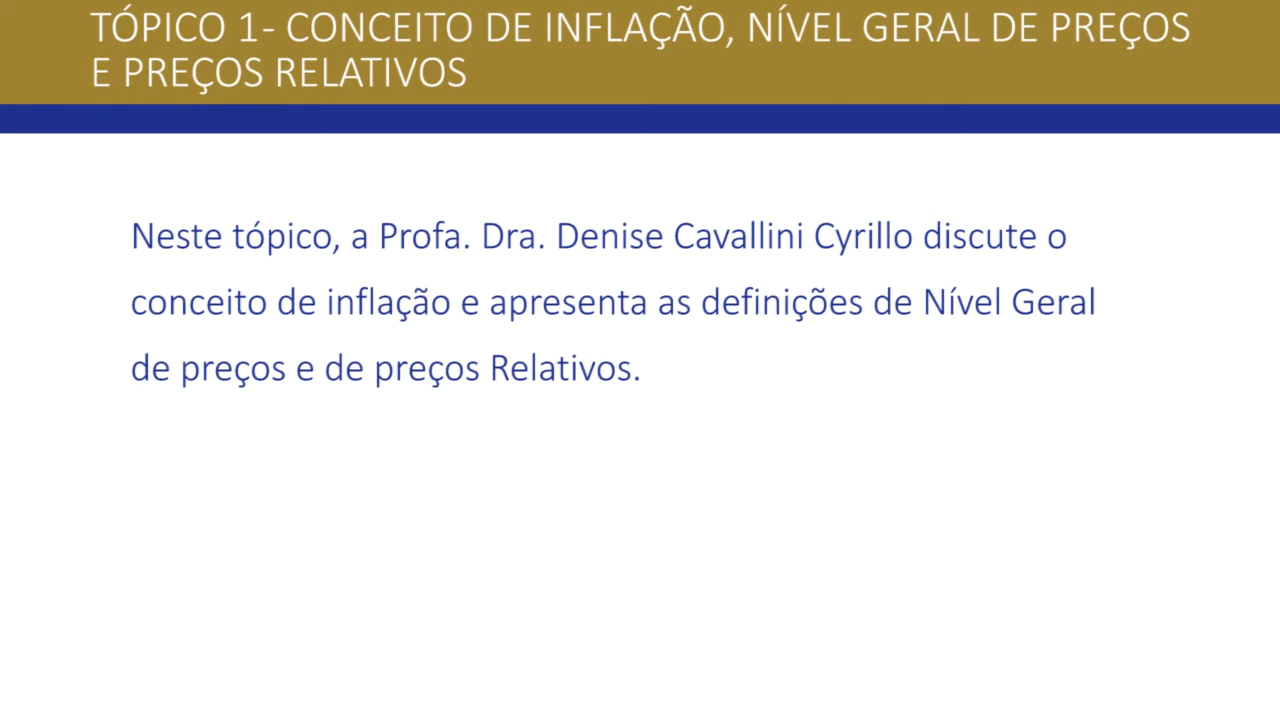 TÓPICO 1- CONCEITO DE INFLAÇÃO, NÍVEL GERAL DE PREÇOS
E PREÇOS RELATIVOS
Neste tópico, a Profa. Dra. Denise Cavallini Cyrillo discute o
conceito de inflação e apresenta as definições de Nível Geral
de preços e de preços Relativos.